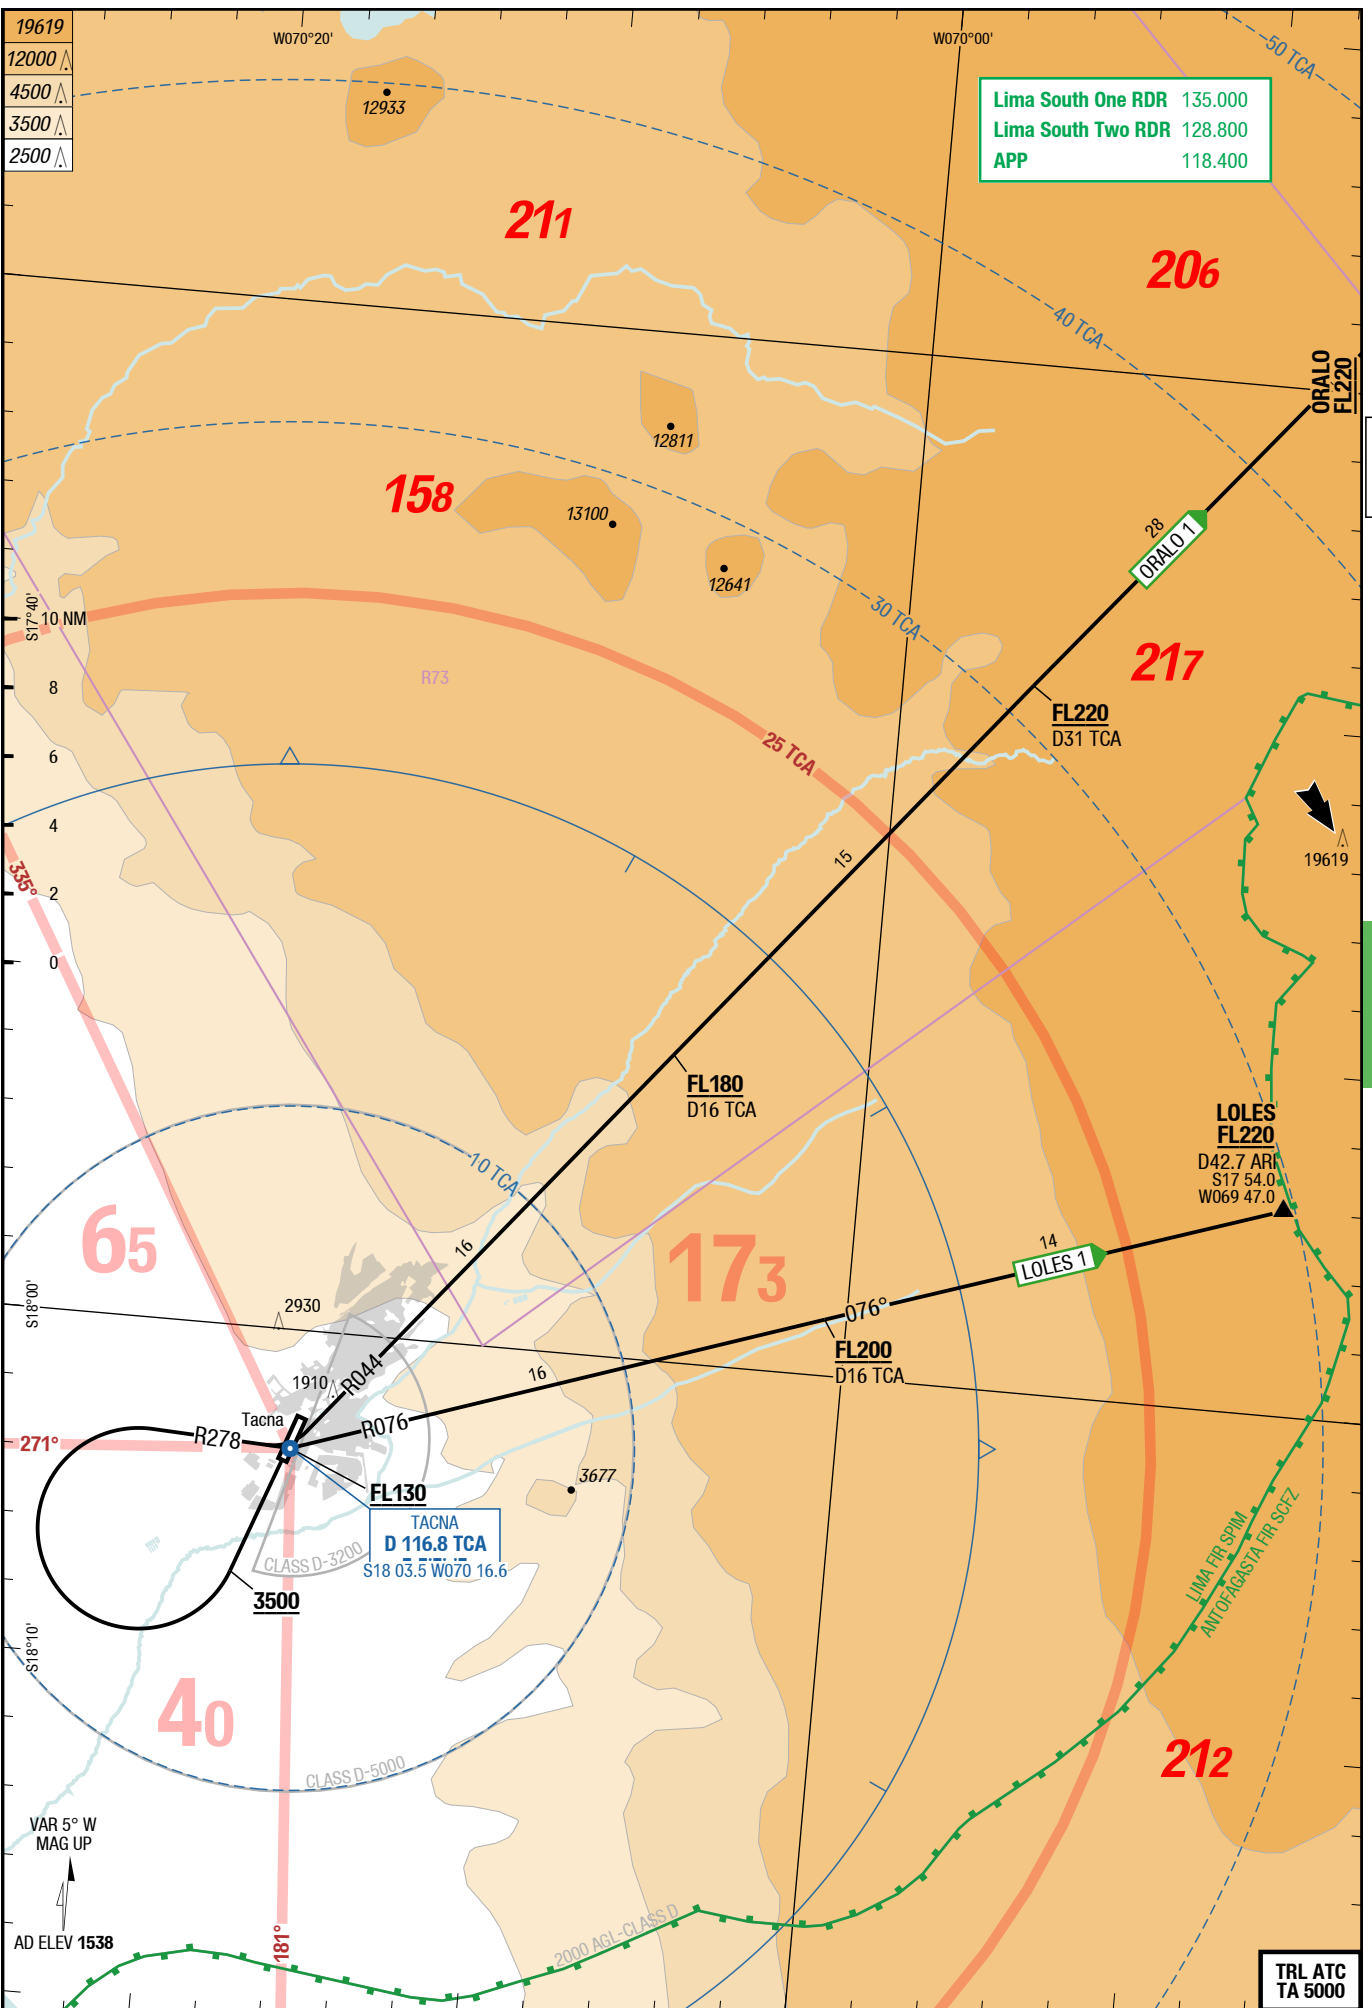 19619
12000
4500
3500
2500
W070°20'
W070°00'
50 TCA
Lima South One RDR 135.000
Lima South Two RDR 128.800
APP 118.400
12933
211
206
40 TCA
ORALO
FL220
12811
158
13100
12641
28
ORALO 1
30 TCA
S17°40'
10 NM
8
6
4
2
0
R73
217
25 TCA
FL220
D31 TCA
15
19619
335°
FL180
D16 TCA
LOLES
FL220
D42.7 ARI
S17 54.0
W069 47.0
10 TCA
65
16
173
14
LOLES 1
S18°00'
2930
076°
FL200
D16 TCA
16
1910
R044
Tacna
R076
R278
271°
3677
FL130
TACNA
D 116.8 TCA
S18 03.5 W070 16.6
CLASS D-3200
3500
LIMA FIR SPIM
ANTOFAGASTA FIR SCFZ
S18°10'
40
CLASS D-5000
212
VAR 5° W
MAG UP
181°
2000 AGL-CLASS D
AD ELEV 1538
TRL ATC
TA 5000